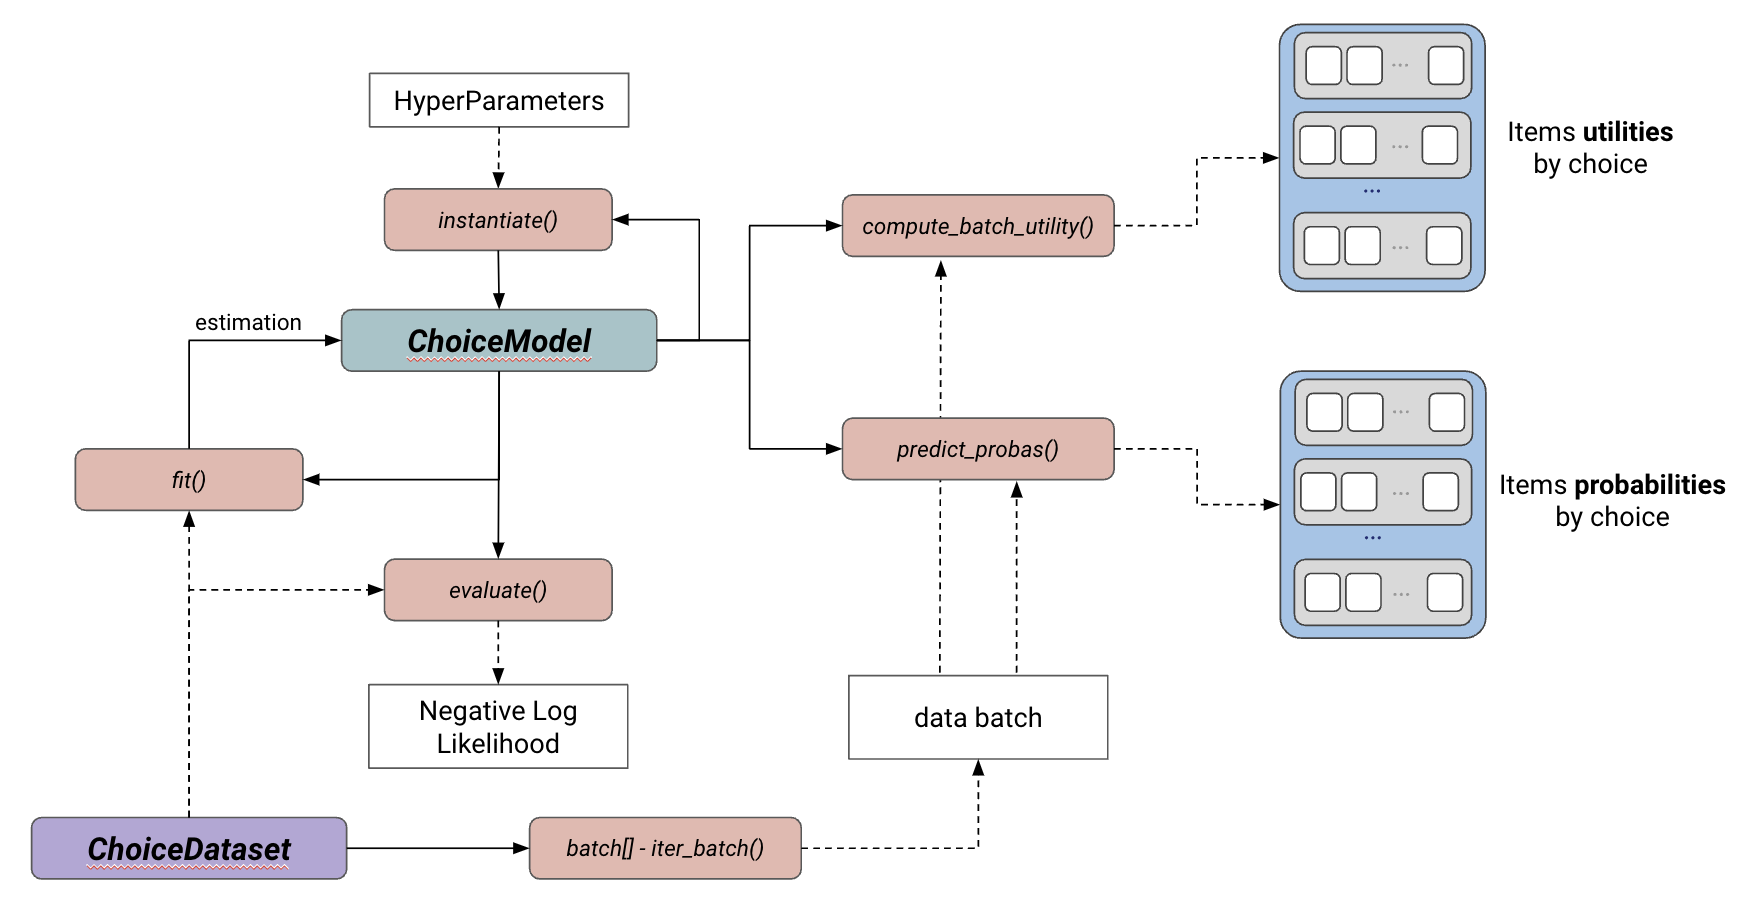 HyperParameters
instantiate()
estimation
ChoiceModel
fit()
evaluate()
Negative Log
Likelihood
ChoiceDataset
batch[] - iter_batch()
compute_batch_utility()
predict_probas()
data batch
...
...
...
...
Items utilities
by choice
...
...
...
...
Items probabilities
by choice